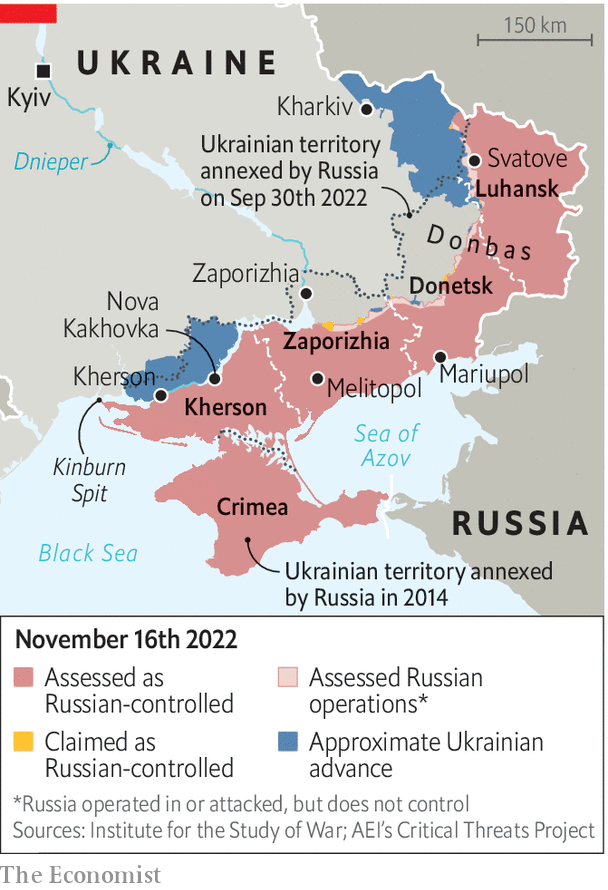 150 km
UKRAINE
Kyiv
Kharkiv
Dnieper
Ukrainian territory
annexed by Russia
on Sep 30th 2022
Svatove
Luhansk
Donbas
Zaporizhia
Donetsk
Nova
Kakhovka
Zaporizhia
Kherson
Mariupol
Melitopol
Kherson
Sea of
Azov
Kinburn
Spit
Crimea
RUSSIA
Black Sea
Ukrainian territory annexed
by Russia in 2014
November 16th 2022
Assessed as
Russian-controlled
Assessed Russian
operations*
Claimed as
Russian-controlled
Approximate Ukrainian
advance
*Russia operated in or attacked, but does not control
Sources: Institute for the Study of War; AEI’s Critical Threats Project
The Economist